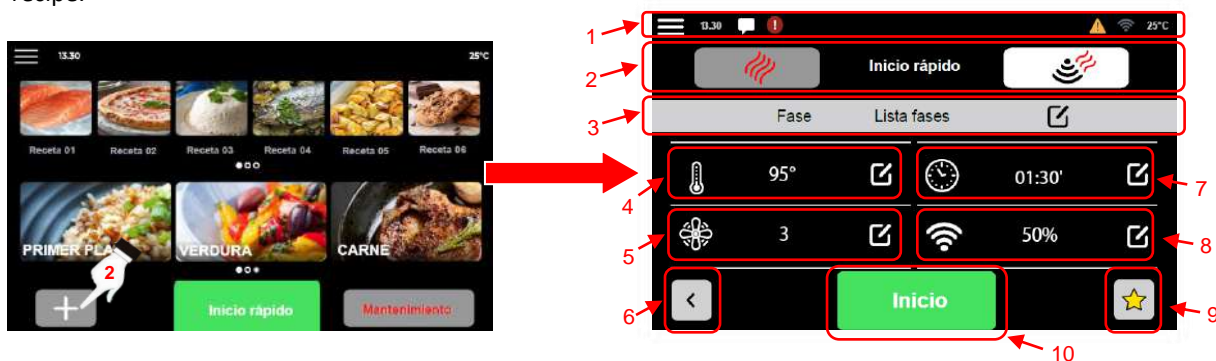 recipe.
13.30
25°C
Receta 01 Receta 02 Receta 03 Receta 04 Receta 05 Receta 06
PRIMER PLA
VERDURA
CARNE
2
Inicio rápido
Mantenimiento
1
13.30
25°C
2
Inicio rápido
3
Fase Lista fases
4
95°
01:30'
7
5
3
50%
8
6
Inicio
9
10